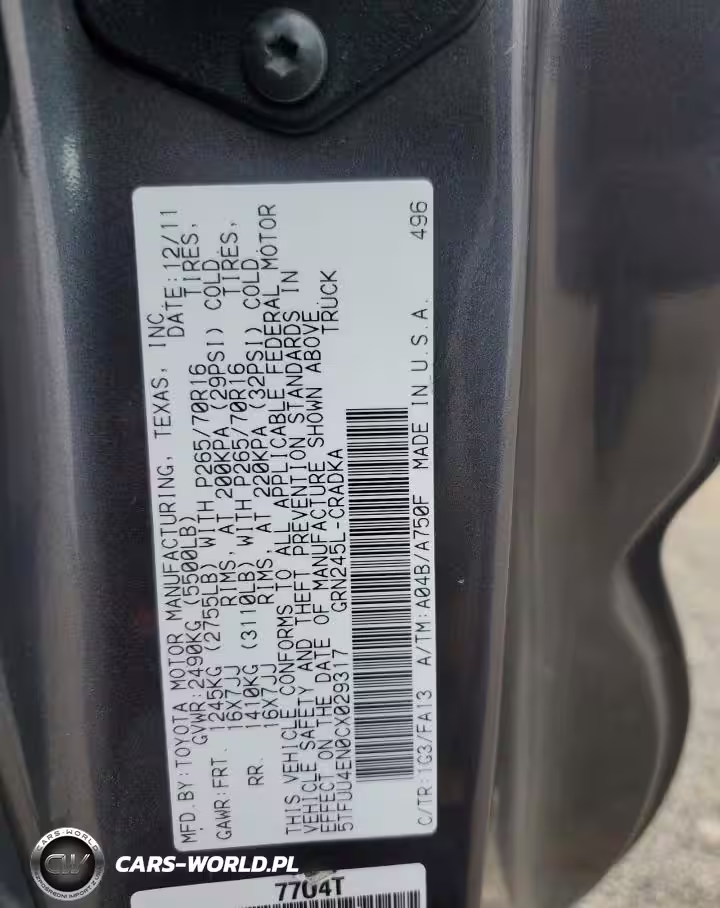 MFD. BY: TOYOTA MOTOR MANUFACTURING, TEXAS, INC
GVWR: 2490KG (5500LB) DATE: 12/11
GAWR: FRT. 1245KG (2755LB) WITH P265/70R16 TIRES,
16X7JJ RIMS, AT 200KPA (29PSI) COLD.
RR. 1410KG (3110LB) WITH P265/70R16 TIRES,
16X7JJ RIMS, AT 220KPA (32PSI) COLD.
THIS VEHICLE CONFORMS TO ALL APPLICABLE FEDERAL MOTOR
VEHICLE SAFETY AND THEFT PREVENTION STANDARDS IN
EFFECT ON THE DATE OF MANUFACTURE SHOWN ABOVE.
5TFUU4EN0CX029317 GRN245L-CRADKA TRUCK
C/TR: 1G3/FA13 A/TM: A04B/A750F MADE IN U.S.A. 496
7704T
CARS-WORLD
CW
CARS-WORLD.PL